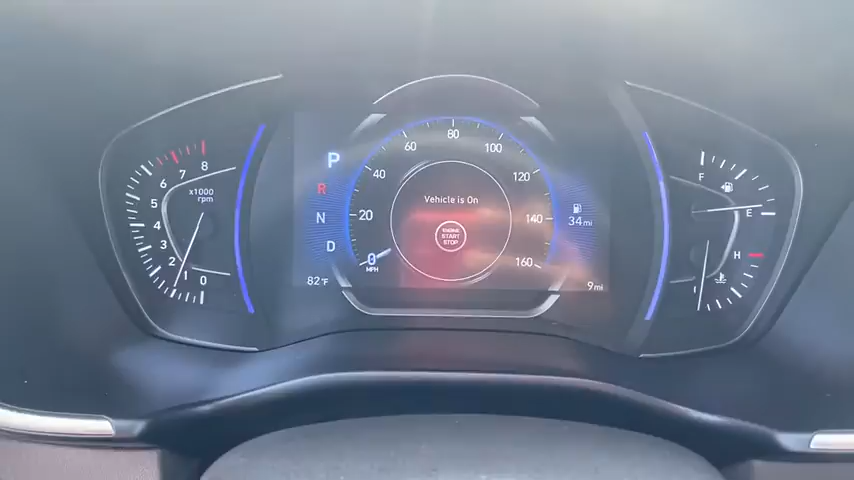 8
7
6
5
4
3
2
1
0
x1000
rpm
P
R
N
D
82°F
0
20
40
60
80
100
120
140
160
MPH
Vehicle is On
ENGINE
START
STOP
34mi
9mi
F
E
H